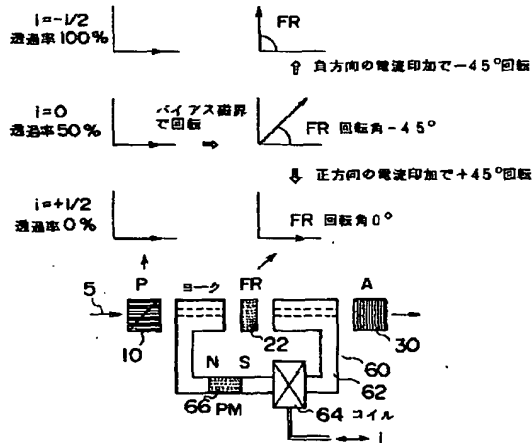 i=-1/2
透過率100%
FR
⇧ 負方向の電流印加で-45°回転
i=0
透過率50%
バイアス磁界
で回転
FR 回転角-45°
⇩ 正方向の電流印加で+45°回転
i=+1/2
透過率0%
FR 回転角0°
P
ヨーク
FR
A
5
10
22
30
N S
60
62
66
PM
64 コイル
i